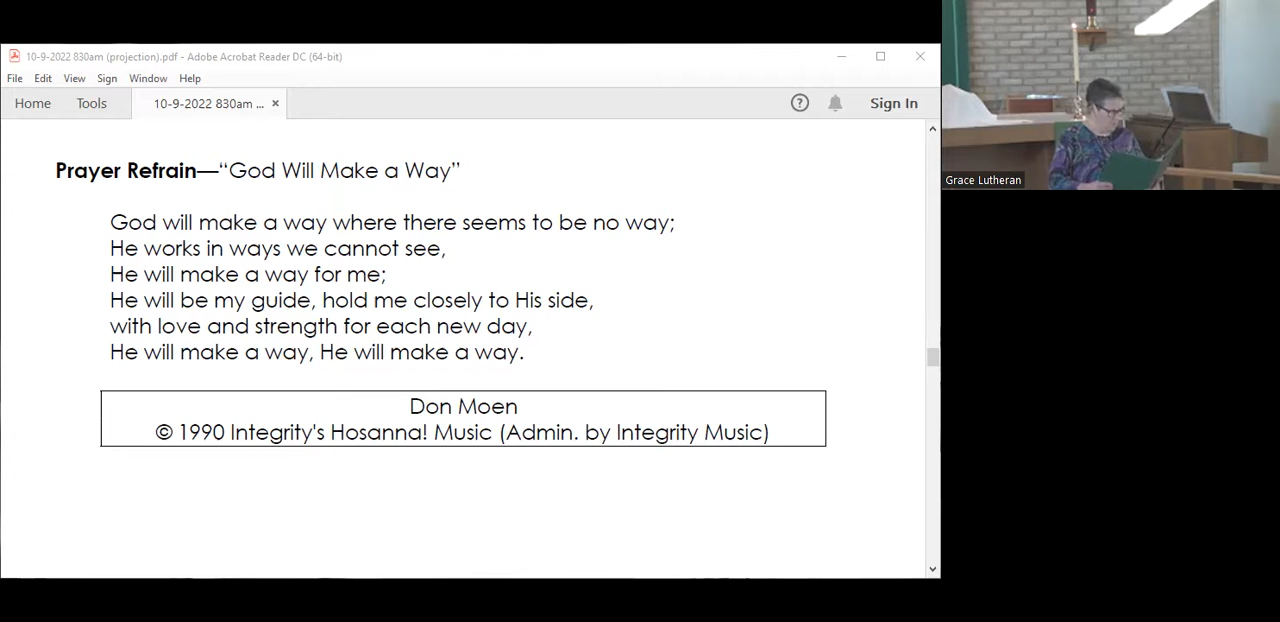 10-9-2022 830am (projection).pdf - Adobe Acrobat Reader DC (64-bit)
File Edit View Sign Window Help
Home Tools 10-9-2022 830am ... × ? Sign In
Prayer Refrain—“God Will Make a Way”
God will make a way where there seems to be no way;
He works in ways we cannot see,
He will make a way for me;
He will be my guide, hold me closely to His side,
with love and strength for each new day,
He will make a way, He will make a way.
Don Moen
© 1990 Integrity's Hosanna! Music (Admin. by Integrity Music)
Grace Lutheran